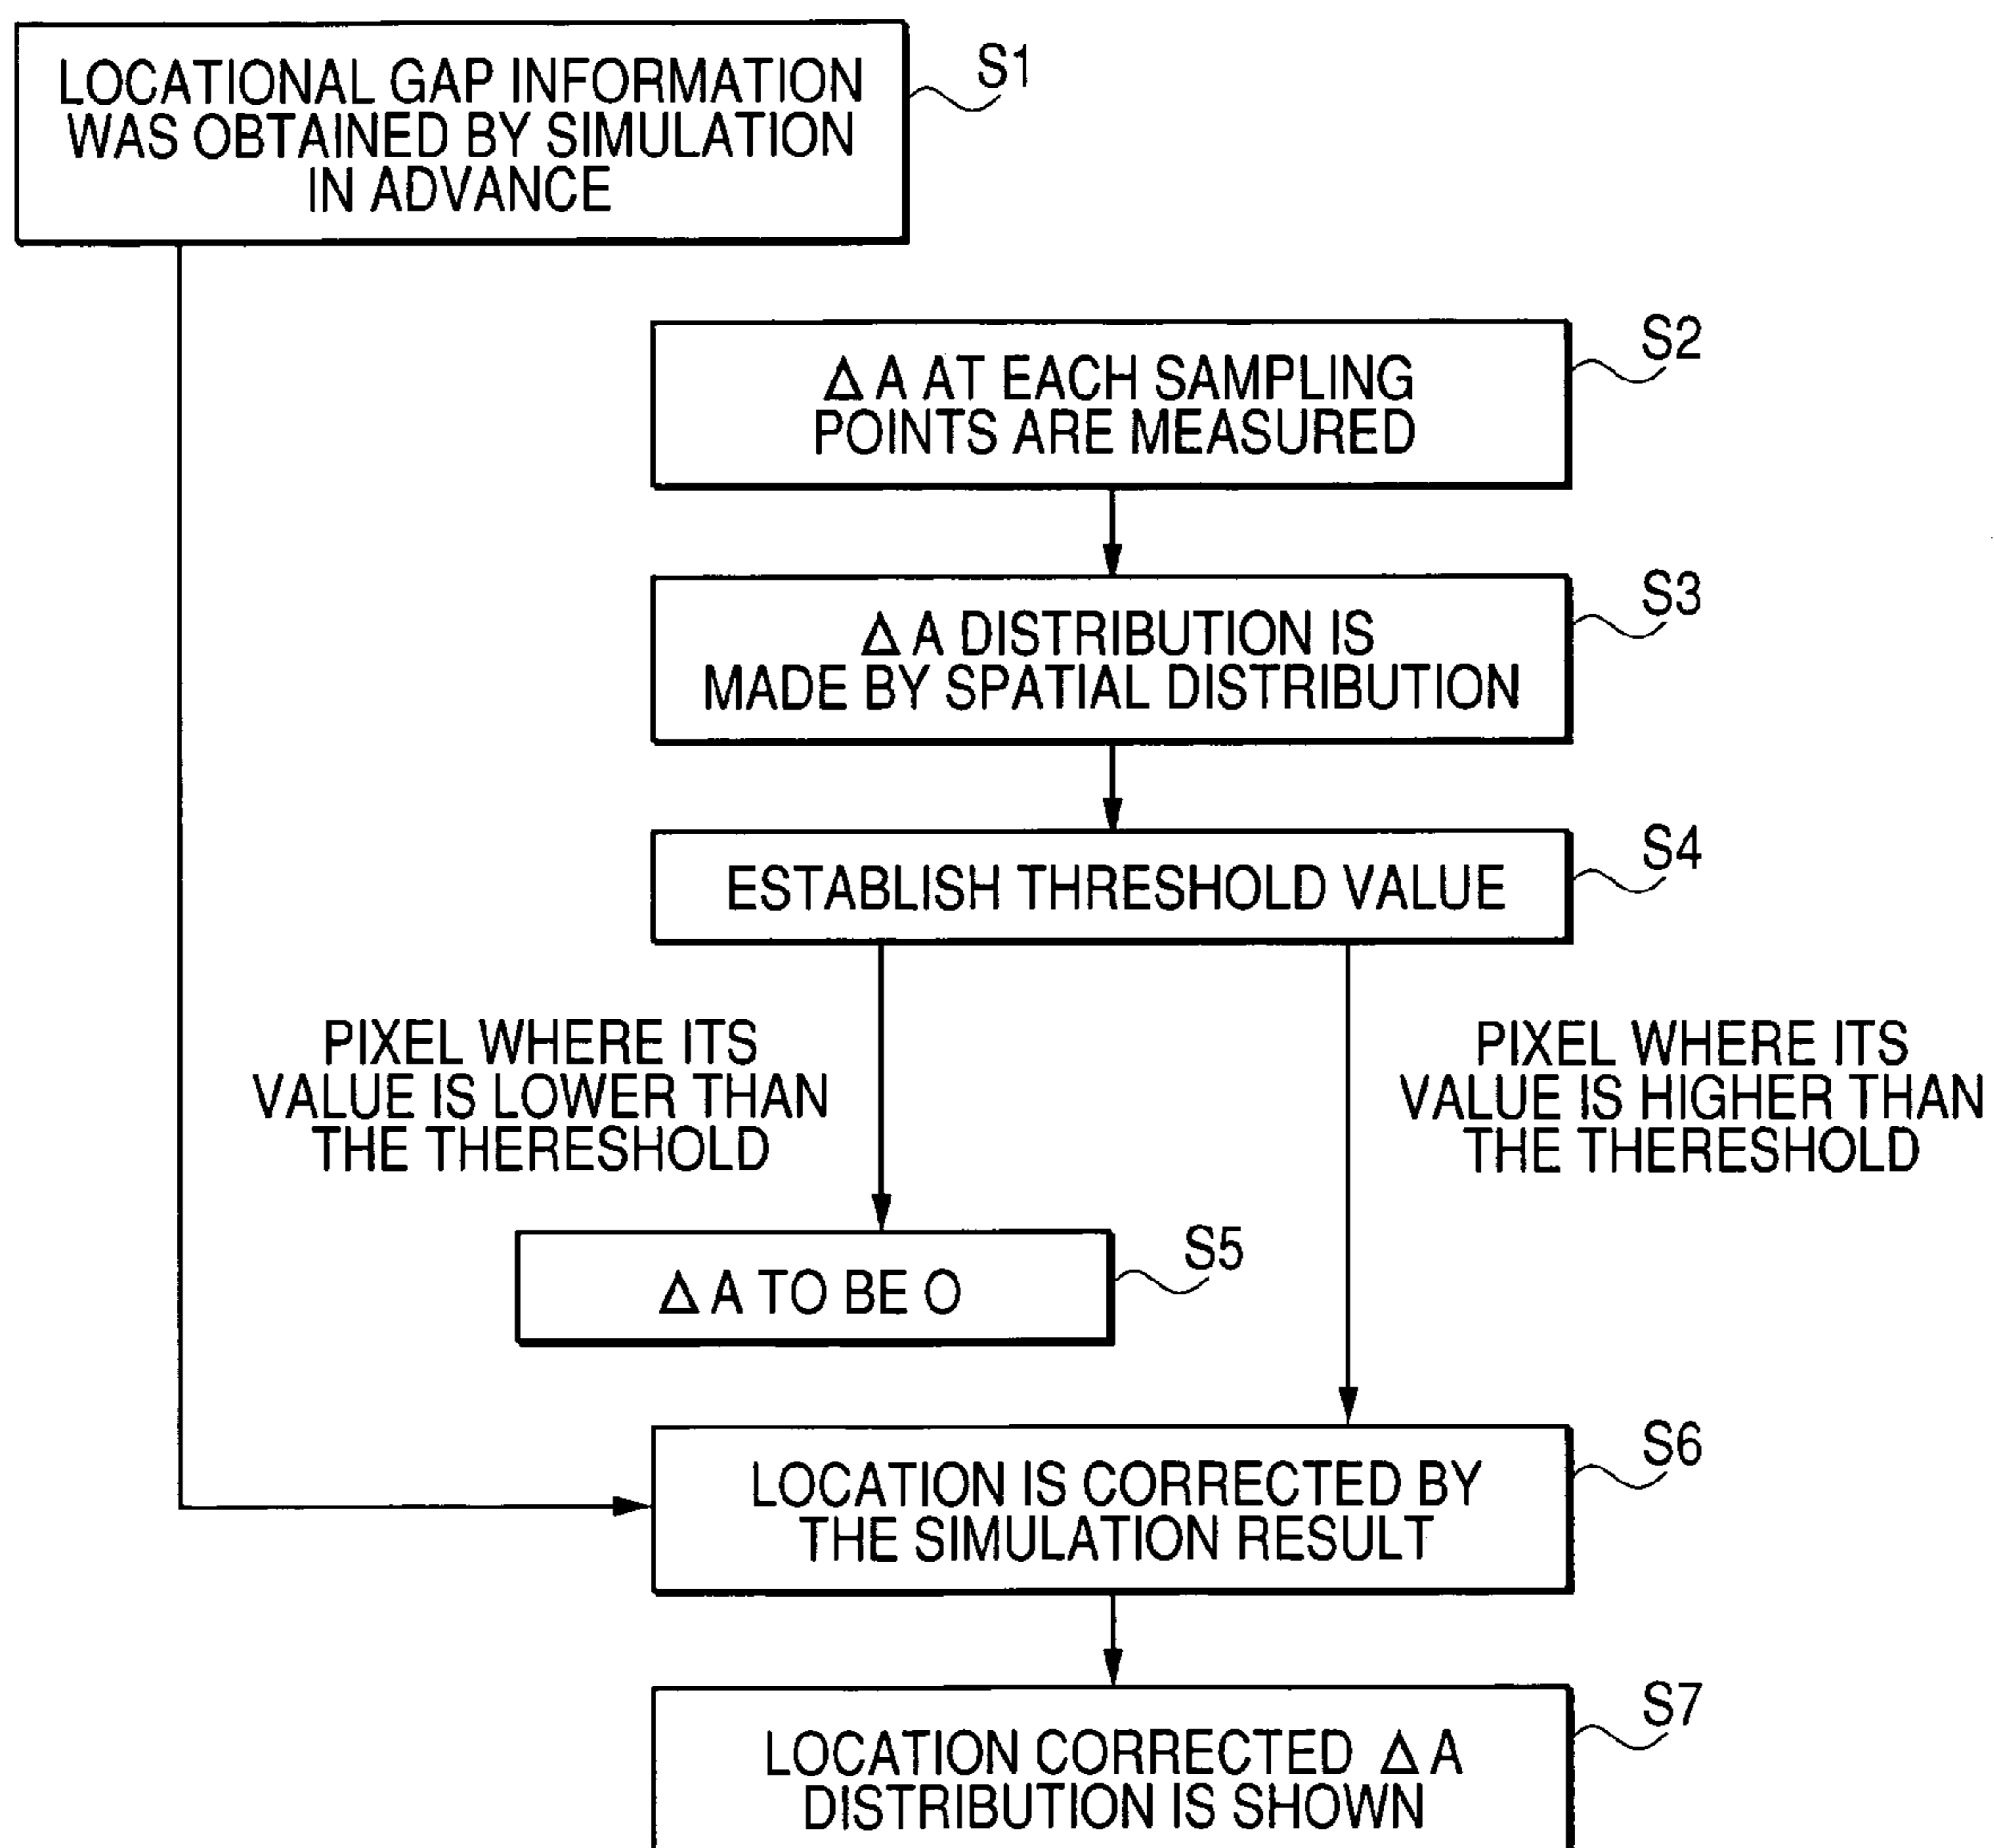 LOCATIONAL GAP INFORMATION
WAS OBTAINED BY SIMULATION
IN ADVANCE
S1
Δ A AT EACH SAMPLING
POINTS ARE MEASURED
S2
Δ A DISTRIBUTION IS
MADE BY SPATIAL DISTRIBUTION
S3
ESTABLISH THRESHOLD VALUE
S4
PIXEL WHERE ITS
VALUE IS LOWER THAN
THE THERESHOLD
PIXEL WHERE ITS
VALUE IS HIGHER THAN
THE THERESHOLD
Δ A TO BE O
S5
LOCATION IS CORRECTED BY
THE SIMULATION RESULT
S6
LOCATION CORRECTED Δ A
DISTRIBUTION IS SHOWN
S7